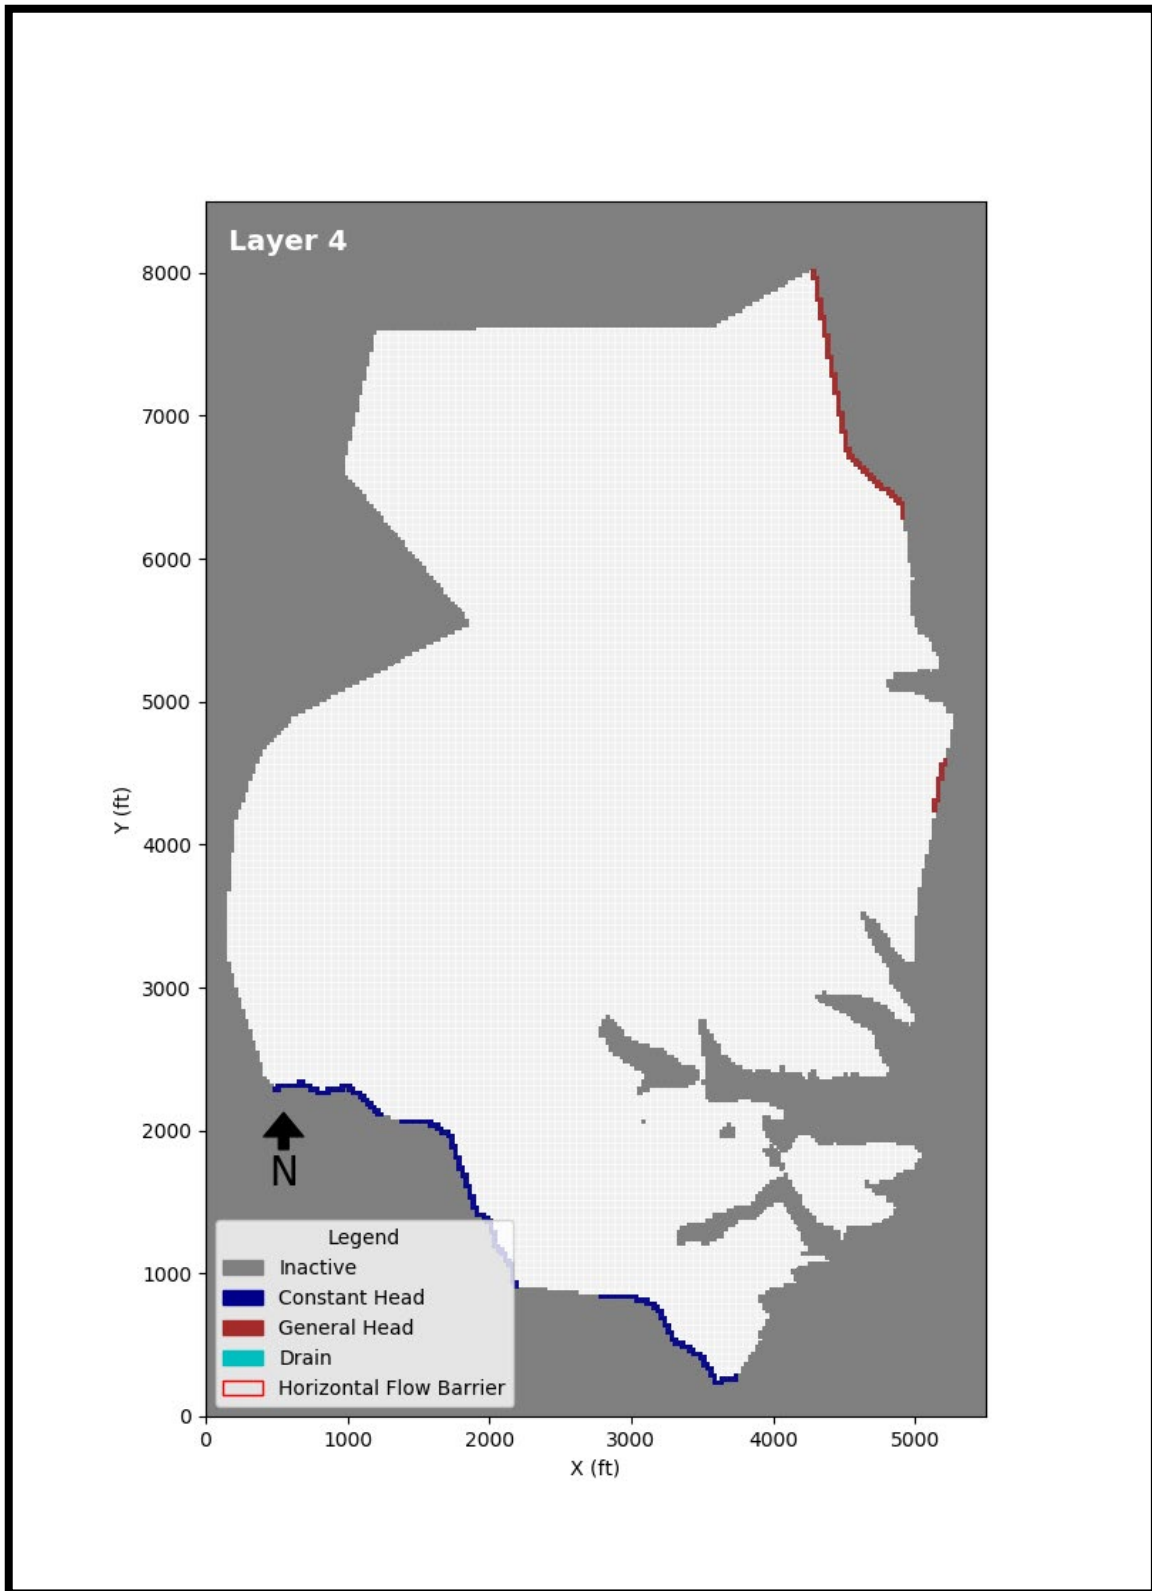 Layer 4
8000
7000
6000
5000
4000
3000
2000
1000
0
Y (ft)
N
Legend
Inactive
Constant Head
General Head
Drain
Horizontal Flow Barrier
0 1000 2000 3000 4000 5000
X (ft)